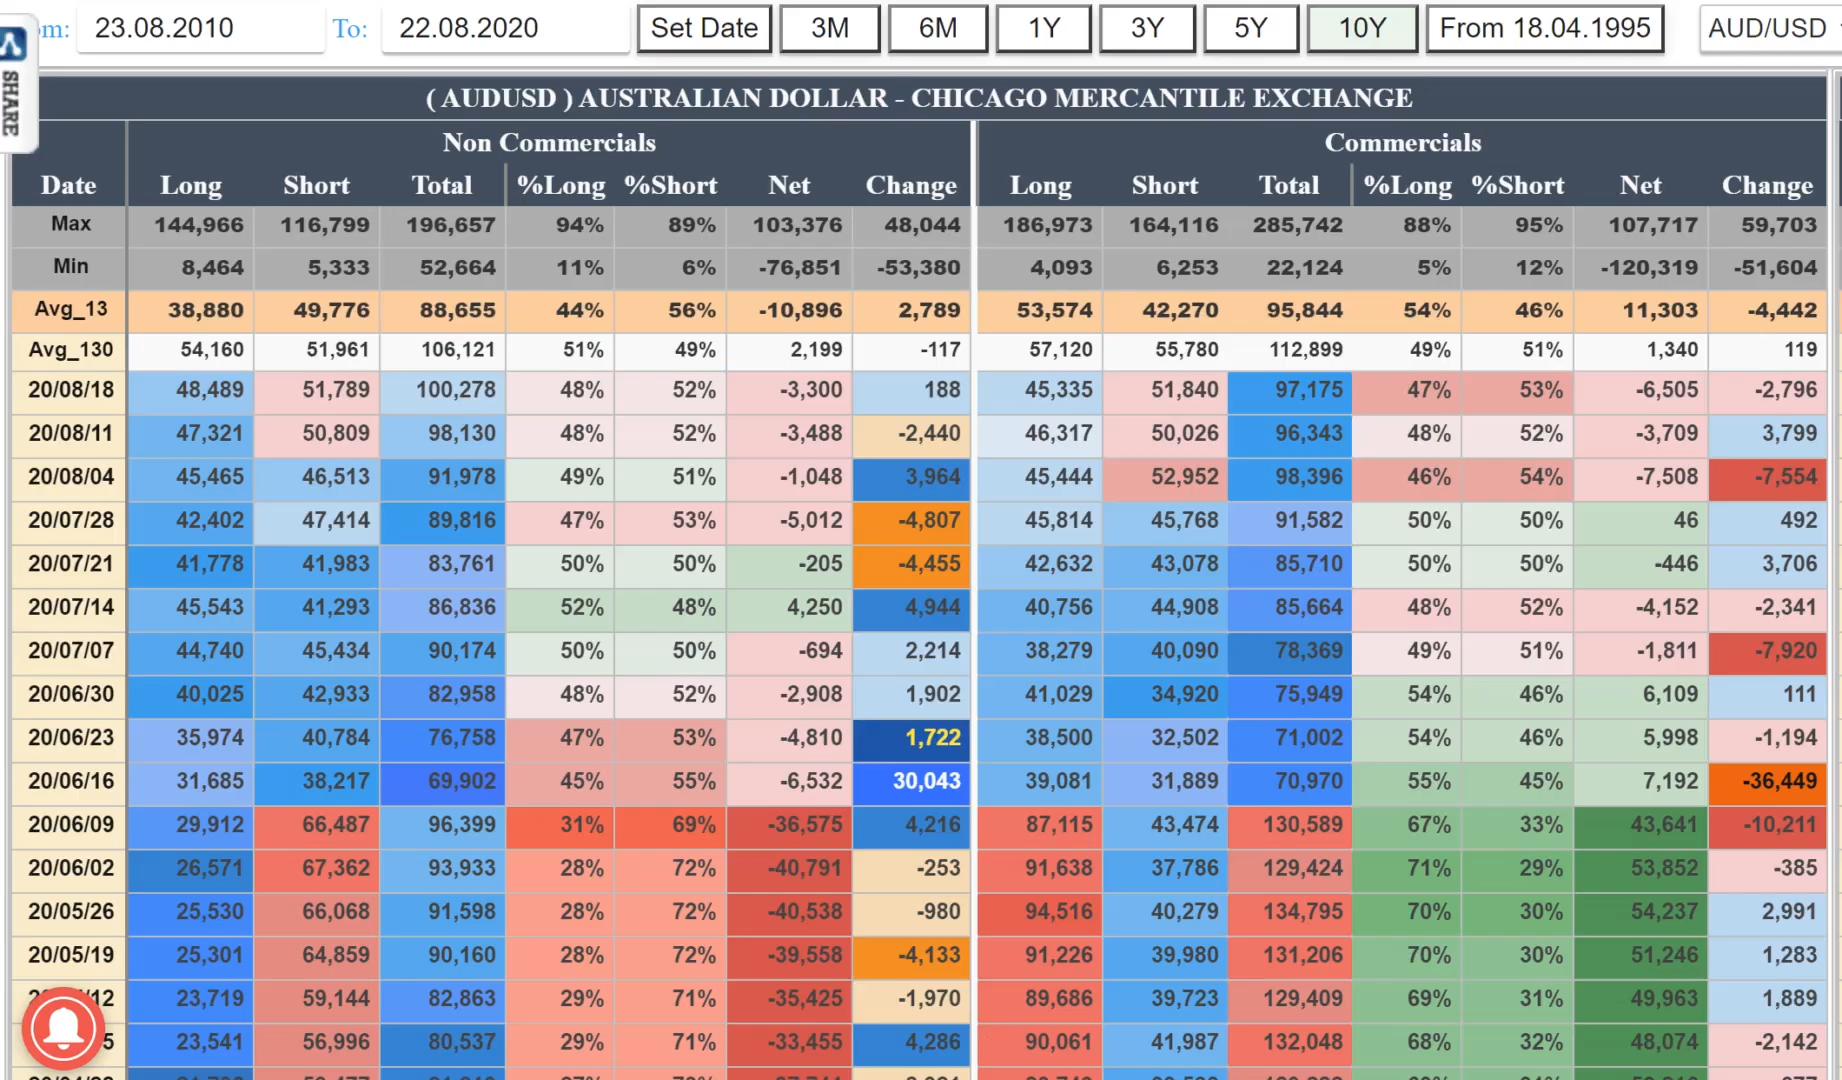 om: 23.08.2010 To: 22.08.2020 Set Date 3M 6M 1Y 3Y 5Y 10Y From 18.04.1995 AUD/USD
SHARE
( AUDUSD ) AUSTRALIAN DOLLAR - CHICAGO MERCANTILE EXCHANGE
Non Commercials Commercials
Date Long Short Total %Long %Short Net Change Long Short Total %Long %Short Net Change
Max 144,966 116,799 196,657 94% 89% 103,376 48,044 186,973 164,116 285,742 88% 95% 107,717 59,703
Min 8,464 5,333 52,664 11% 6% -76,851 -53,380 4,093 6,253 22,124 5% 12% -120,319 -51,604
Avg_13 38,880 49,776 88,655 44% 56% -10,896 2,789 53,574 42,270 95,844 54% 46% 11,303 -4,442
Avg_130 54,160 51,961 106,121 51% 49% 2,199 -117 57,120 55,780 112,899 49% 51% 1,340 119
20/08/18 48,489 51,789 100,278 48% 52% -3,300 188 45,335 51,840 97,175 47% 53% -6,505 -2,796
20/08/11 47,321 50,809 98,130 48% 52% -3,488 -2,440 46,317 50,026 96,343 48% 52% -3,709 3,799
20/08/04 45,465 46,513 91,978 49% 51% -1,048 3,964 45,444 52,952 98,396 46% 54% -7,508 -7,554
20/07/28 42,402 47,414 89,816 47% 53% -5,012 -4,807 45,814 45,768 91,582 50% 50% 46 492
20/07/21 41,778 41,983 83,761 50% 50% -205 -4,455 42,632 43,078 85,710 50% 50% -446 3,706
20/07/14 45,543 41,293 86,836 52% 48% 4,250 4,944 40,756 44,908 85,664 48% 52% -4,152 -2,341
20/07/07 44,740 45,434 90,174 50% 50% -694 2,214 38,279 40,090 78,369 49% 51% -1,811 -7,920
20/06/30 40,025 42,933 82,958 48% 52% -2,908 1,902 41,029 34,920 75,949 54% 46% 6,109 111
20/06/23 35,974 40,784 76,758 47% 53% -4,810 1,722 38,500 32,502 71,002 54% 46% 5,998 -1,194
20/06/16 31,685 38,217 69,902 45% 55% -6,532 30,043 39,081 31,889 70,970 55% 45% 7,192 -36,449
20/06/09 29,912 66,487 96,399 31% 69% -36,575 4,216 87,115 43,474 130,589 67% 33% 43,641 -10,211
20/06/02 26,571 67,362 93,933 28% 72% -40,791 -253 91,638 37,786 129,424 71% 29% 53,852 -385
20/05/26 25,530 66,068 91,598 28% 72% -40,538 -980 94,516 40,279 134,795 70% 30% 54,237 2,991
20/05/19 25,301 64,859 90,160 28% 72% -39,558 -4,133 91,226 39,980 131,206 70% 30% 51,246 1,283
12 23,719 59,144 82,863 29% 71% -35,425 -1,970 89,686 39,723 129,409 69% 31% 49,963 1,889
5 23,541 56,996 80,537 29% 71% -33,455 4,286 90,061 41,987 132,048 68% 32% 48,074 -2,142